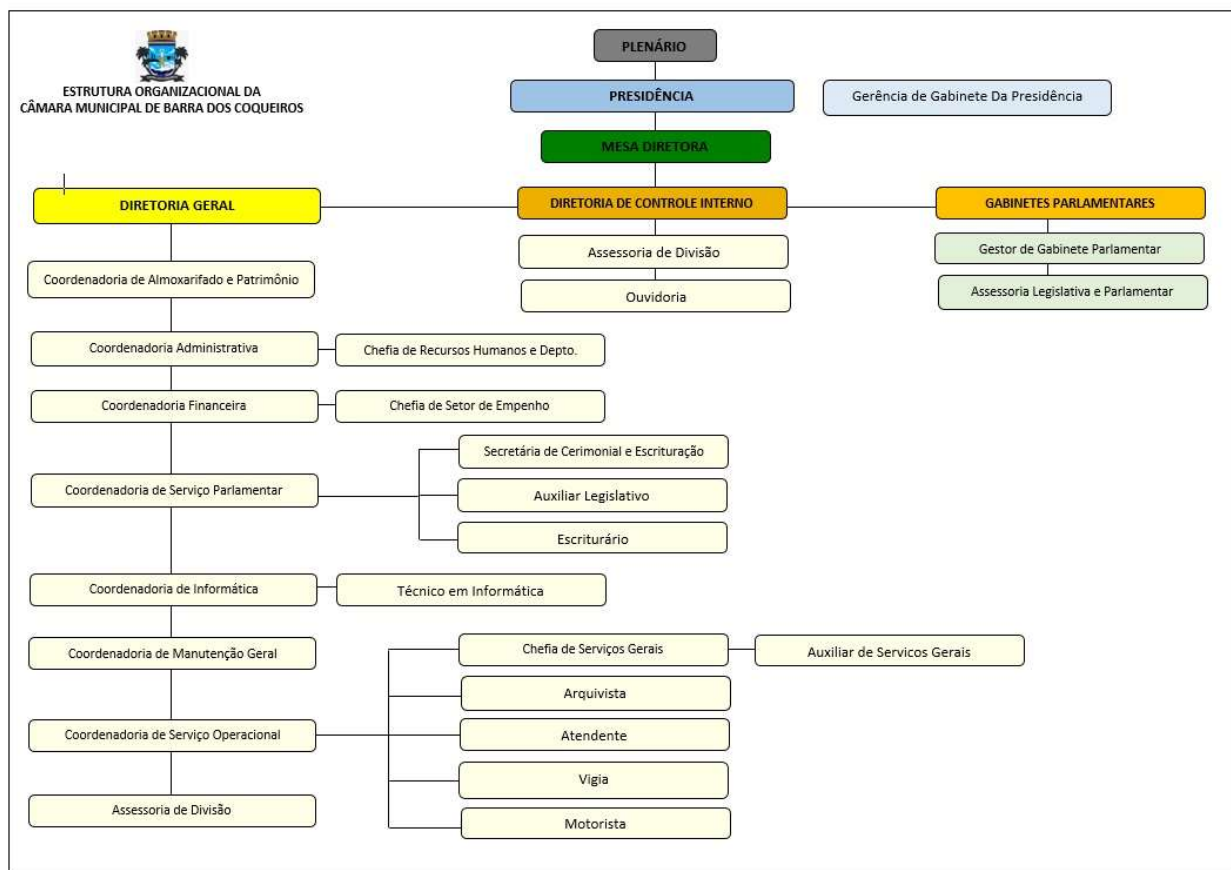 ESTRUTURA ORGANIZACIONAL DA
CÂMARA MUNICIPAL DE BARRA DOS COQUEIROS
PLENÁRIO
PRESIDÊNCIA
Gerência de Gabinete Da Presidência
MESA DIRETORA
DIRETORIA GERAL
DIRETORIA DE CONTROLE INTERNO
GABINETES PARLAMENTARES
Assessoria de Divisão
Ouvidoria
Gestor de Gabinete Parlamentar
Assessoria Legislativa e Parlamentar
Coordenadoria de Almoxarifado e Patrimônio
Coordenadoria Administrativa
Chefia de Recursos Humanos e Depto.
Coordenadoria Financeira
Chefia de Setor de Empenho
Coordenadoria de Serviço Parlamentar
Secretária de Cerimonial e Escrituração
Auxiliar Legislativo
Escriturário
Coordenadoria de Informática
Técnico em Informática
Coordenadoria de Manutenção Geral
Coordenadoria de Serviço Operacional
Chefia de Serviços Gerais
Auxiliar de Servicos Gerais
Arquivista
Atendente
Vigia
Motorista
Assessoria de Divisão